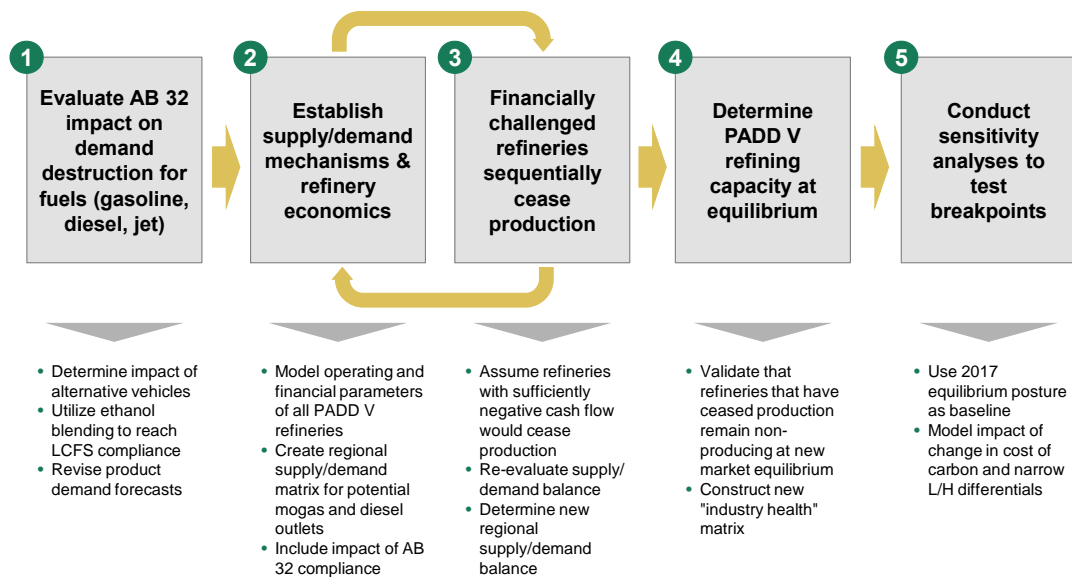 1
Evaluate AB 32
impact on
demand
destruction for
fuels (gasoline,
diesel, jet)
2
Establish
supply/demand
mechanisms &
refinery
economics
3
Financially
challenged
refineries
sequentially
cease
production
4
Determine
PADD V
refining
capacity at
equilibrium
5
Conduct
sensitivity
analyses to
test
breakpoints
• Determine impact of
alternative vehicles
• Utilize ethanol
blending to reach
LCFS compliance
• Revise product
demand forecasts
• Model operating and
financial parameters
of all PADD V
refineries
• Create regional
supply/demand
matrix for potential
mogas and diesel
outlets
• Include impact of AB
32 compliance
• Assume refineries
with sufficiently
negative cash flow
would cease
production
• Re-evaluate supply/
demand balance
• Determine new
regional
supply/demand
balance
• Validate that
refineries that have
ceased production
remain non-
producing at new
market equilibrium
• Construct new
"industry health"
matrix
• Use 2017
equilibrium posture
as baseline
• Model impact of
change in cost of
carbon and narrow
L/H differentials